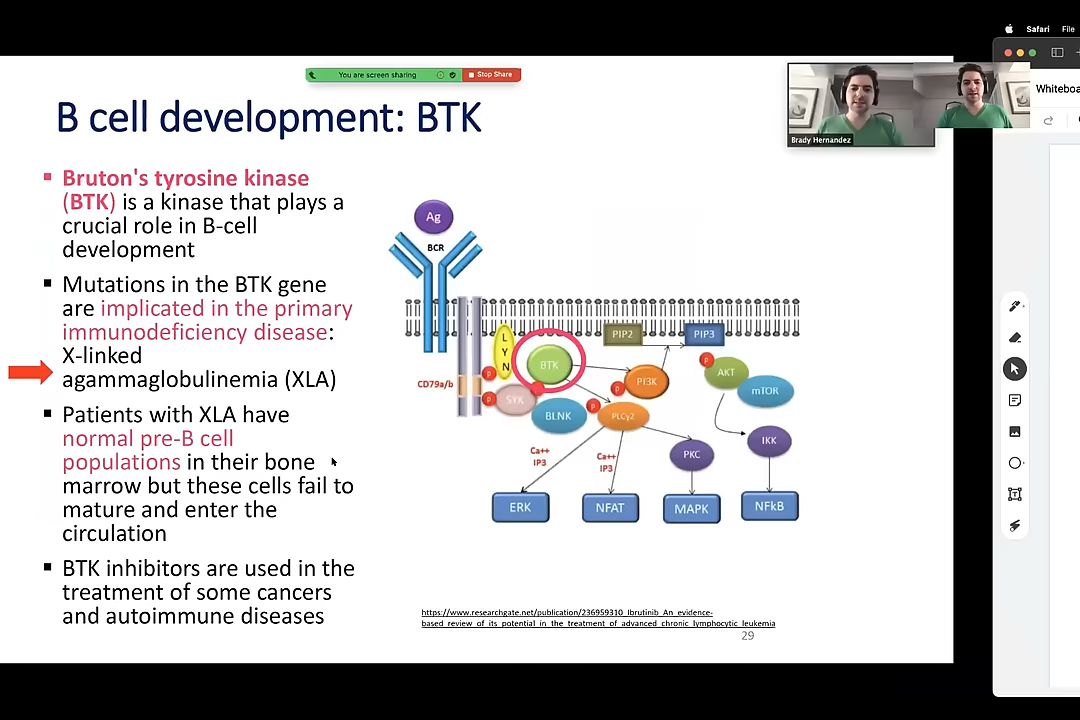 Safari File
You are screen sharing
Stop Share
Whiteboa
Brady Hernandez
B cell development: BTK
▪ Bruton's tyrosine kinase
(BTK) is a kinase that plays a
crucial role in B-cell
development
▪ Mutations in the BTK gene
are implicated in the primary
immunodeficiency disease:
X-linked
agammaglobulinemia (XLA)
▪ Patients with XLA have
normal pre-B cell
populations in their bone
marrow but these cells fail to
mature and enter the
circulation
▪ BTK inhibitors are used in the
treatment of some cancers
and autoimmune diseases
Ag
BCR
LYN
BTK
PIP2
PIP3
CD79a/b
P
P
SYK
BLNK
P
PI3K
P
PLCγ2
P
AKT
mTOR
IKK
PKC
Ca++
IP3
Ca++
IP3
ERK
NFAT
MAPK
NFkB
https://www.researchgate.net/publication/236959310_Ibrutinib_An_evidence-
based_review_of_its_potential_in_the_treatment_of_advanced_chronic_lymphocytic_leukemia
29